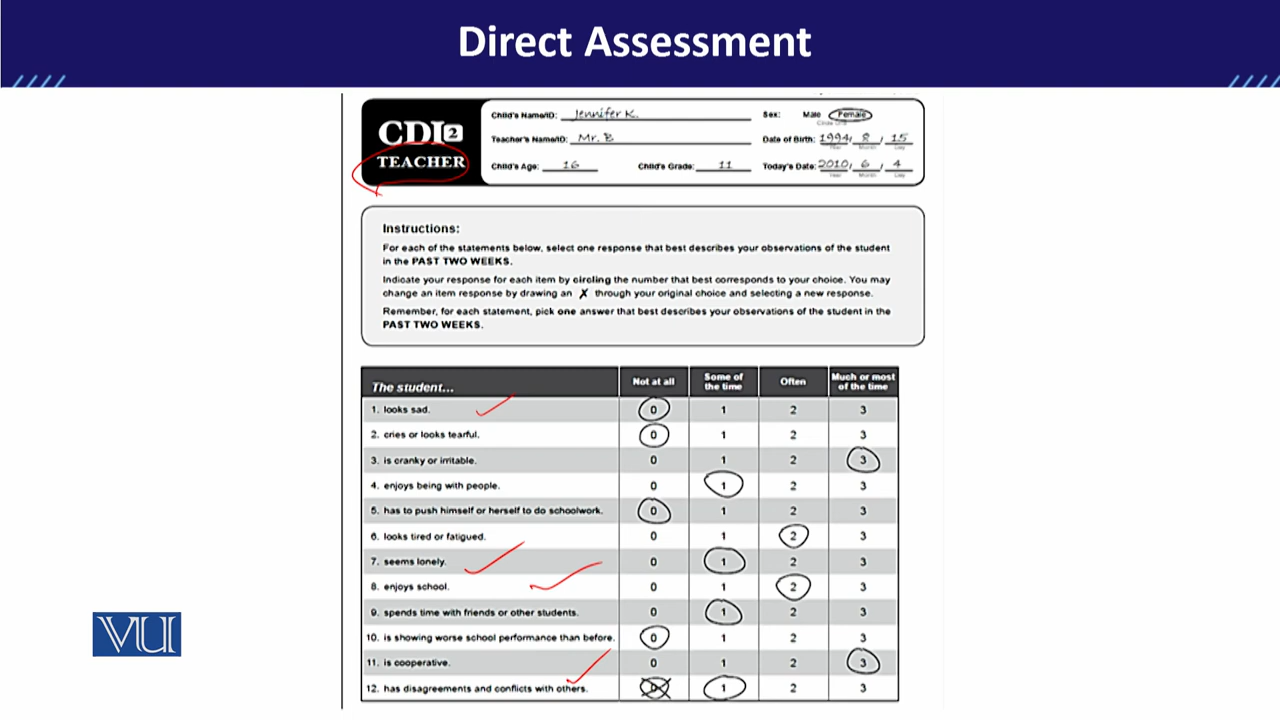 Direct Assessment
CDI2
TEACHER
Child's Name/ID: Jennifer K.
Sex: Male Female
Teacher's Name/ID: Mr. B
Date of Birth: 1994, 8, 15
Year Month Day
Child's Age: 16 Child's Grade: 11 Today's Date: 2010, 6, 4
Year Month Day
Instructions:
For each of the statements below, select one response that best describes your observations of the student
in the PAST TWO WEEKS.
Indicate your response for each item by circling the number that best corresponds to your choice. You may
change an item response by drawing an X through your original choice and selecting a new response.
Remember, for each statement, pick one answer that best describes your observations of the student in the
PAST TWO WEEKS.
The student... Not at all Some of the time Often Much or most of the time
1. looks sad. 0 1 2 3
2. cries or looks tearful. 0 1 2 3
3. is cranky or irritable. 0 1 2 3
4. enjoys being with people. 0 1 2 3
5. has to push himself or herself to do schoolwork. 0 1 2 3
6. looks tired or fatigued. 0 1 2 3
7. seems lonely. 0 1 2 3
8. enjoys school. 0 1 2 3
9. spends time with friends or other students. 0 1 2 3
10. is showing worse school performance than before. 0 1 2 3
11. is cooperative. 0 1 2 3
12. has disagreements and conflicts with others. 0 1 2 3
VU